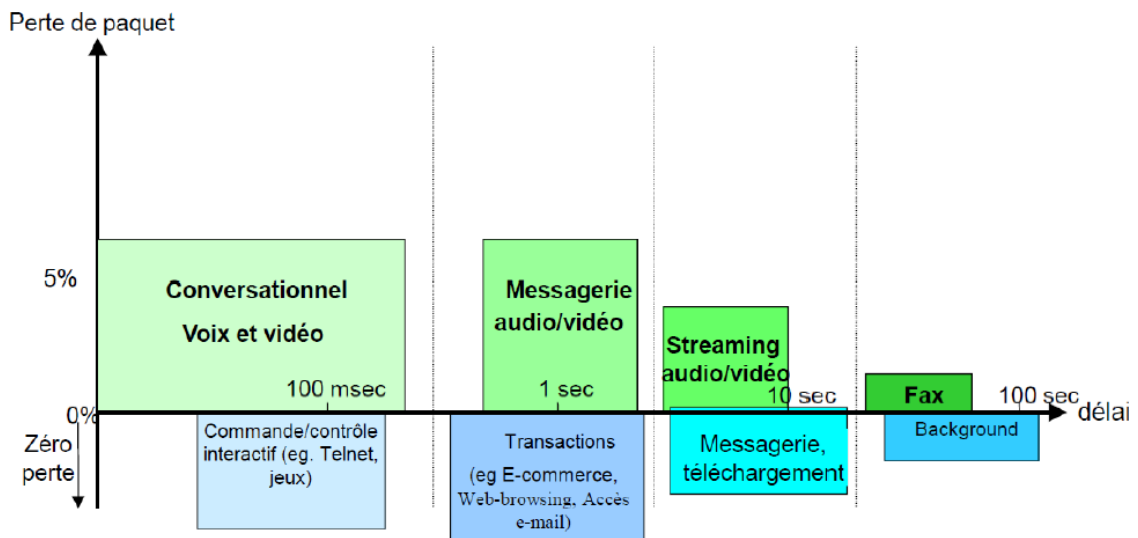 Perte de paquet
5%
Conversationnel
Voix et vidéo
Messagerie
audio/vidéo
Streaming
audio/vidéo
Fax
100 msec
1 sec
10 sec
100 sec
0%
délai
Zéro
perte
Commande/contrôle
interactif (eg. Telnet,
jeux)
Transactions
(eg E-commerce,
Web-browsing, Accès
e-mail)
Messagerie,
téléchargement
Background